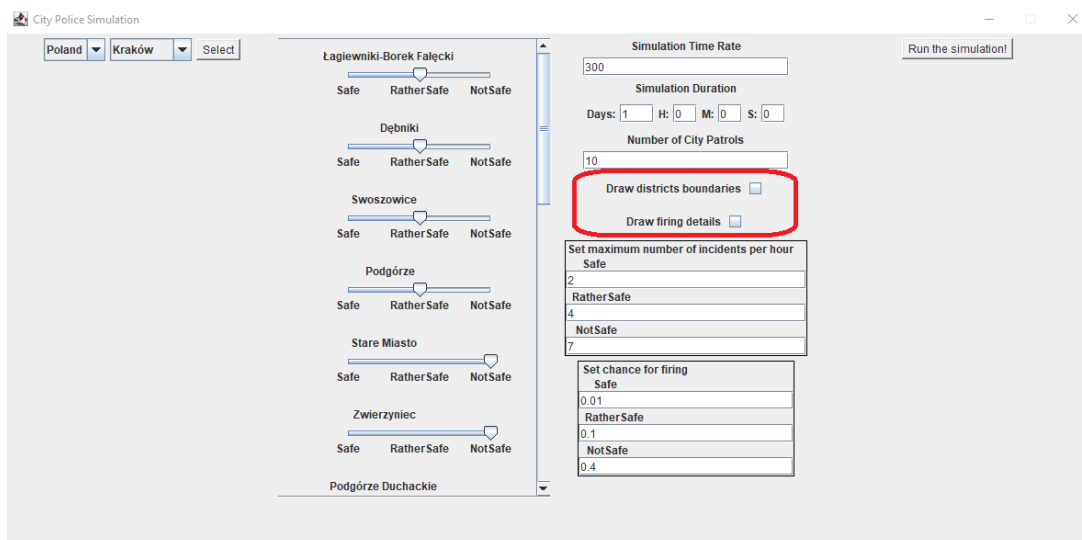 City Police Simulation
Poland Kraków Select
Łagiewniki-Borek Fałęcki
Safe RatherSafe NotSafe
Dębniki
Safe RatherSafe NotSafe
Swoszowice
Safe RatherSafe NotSafe
Podgórze
Safe RatherSafe NotSafe
Stare Miasto
Safe RatherSafe NotSafe
Zwierzyniec
Safe RatherSafe NotSafe
Podgórze Duchackie
Simulation Time Rate
300
Simulation Duration
Days: 1 H: 0 M: 0 S: 0
Number of City Patrols
10
Draw districts boundaries
Draw firing details
Set maximum number of incidents per hour
Safe
2
RatherSafe
4
NotSafe
7
Set chance for firing
Safe
0.01
RatherSafe
0.1
NotSafe
0.4
Run the simulation!